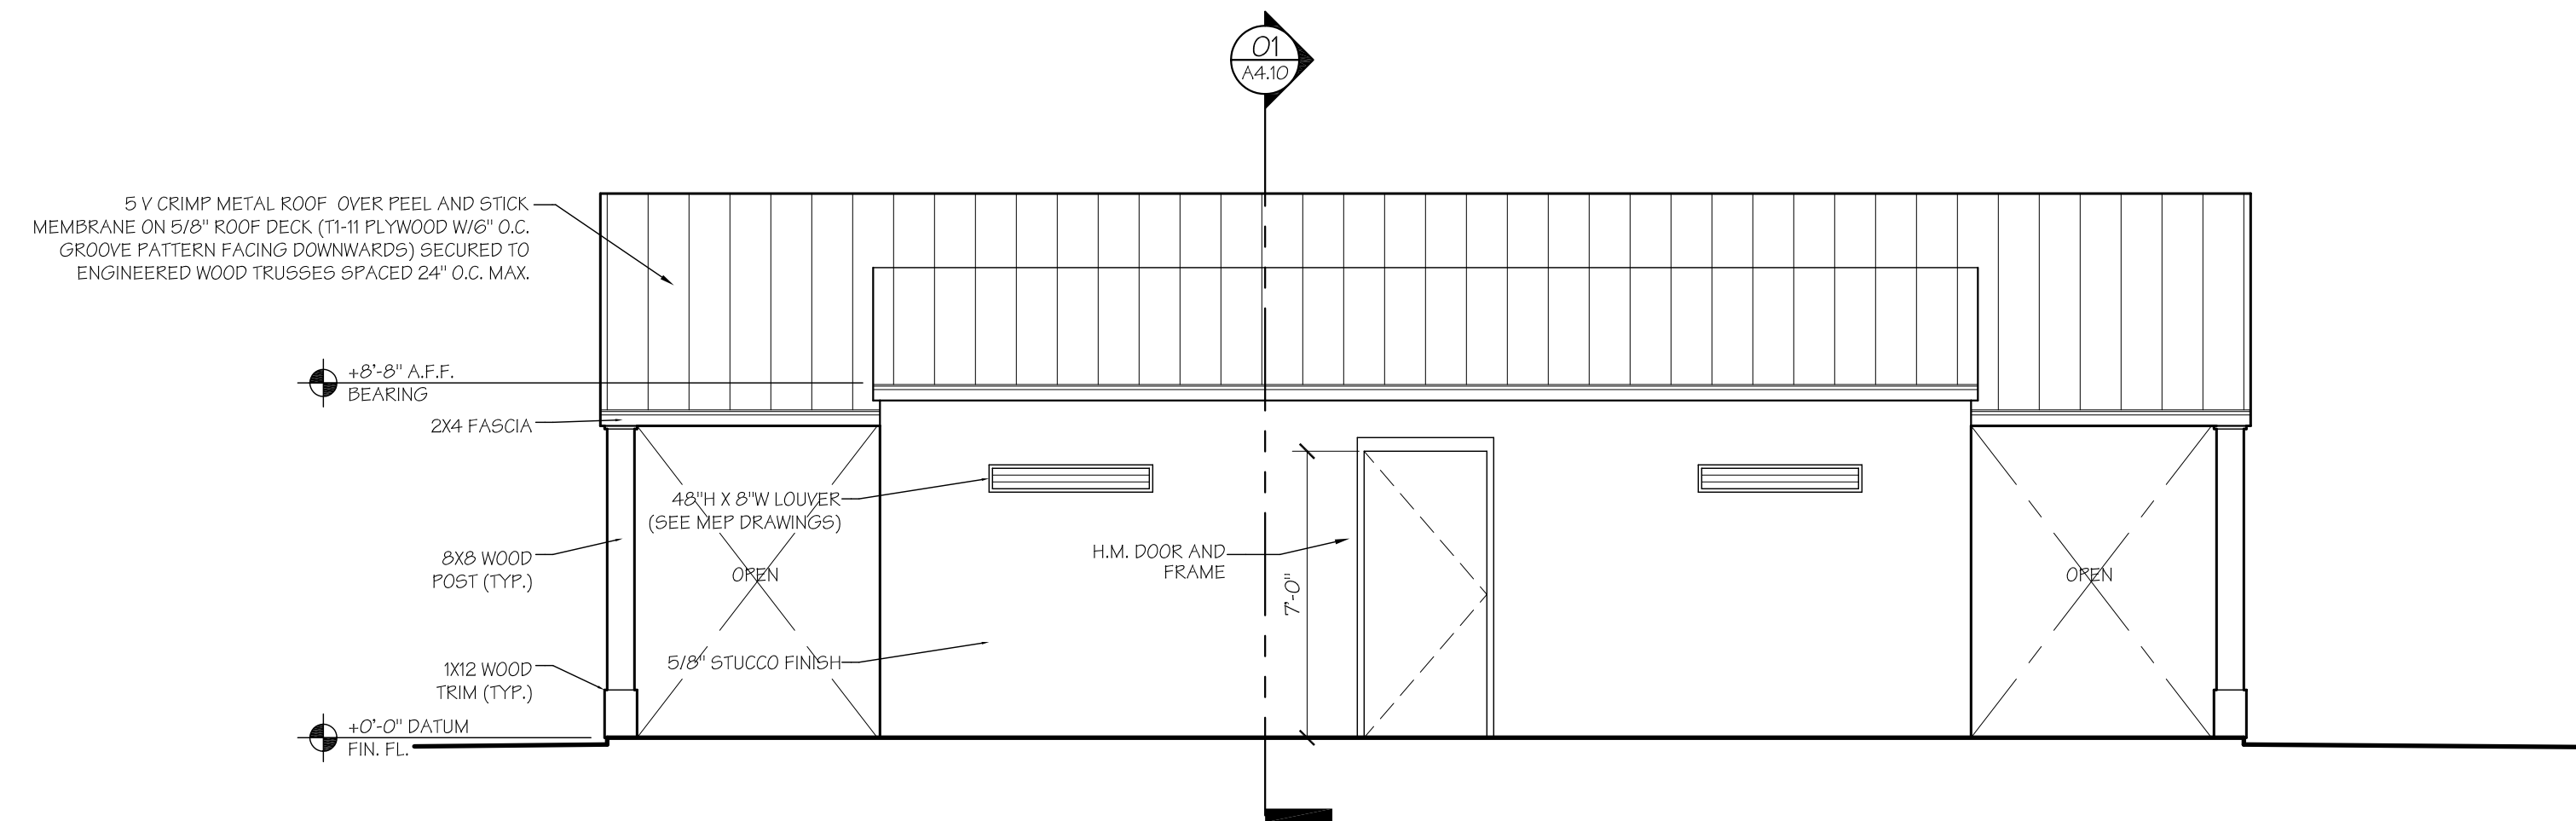 01
A4.10
5 V CRIMP METAL ROOF OVER PEEL AND STICK
MEMBRANE ON 5/8" ROOF DECK (T1-11 PLYWOOD W/6" O.C.
GROOVE PATTERN FACING DOWNWARDS) SECURED TO
ENGINEERED WOOD TRUSSES SPACED 24" O.C. MAX.
+8'-8" A.F.F.
BEARING
2X4 FASCIA
48"H X 8"W LOUVER
(SEE MEP DRAWINGS)
8X8 WOOD
POST (TYP.)
OPEN
H.M. DOOR AND
FRAME
7'-0"
OPEN
5/8" STUCCO FINISH
1X12 WOOD
TRIM (TYP.)
+0'-0" DATUM
FIN. FL.